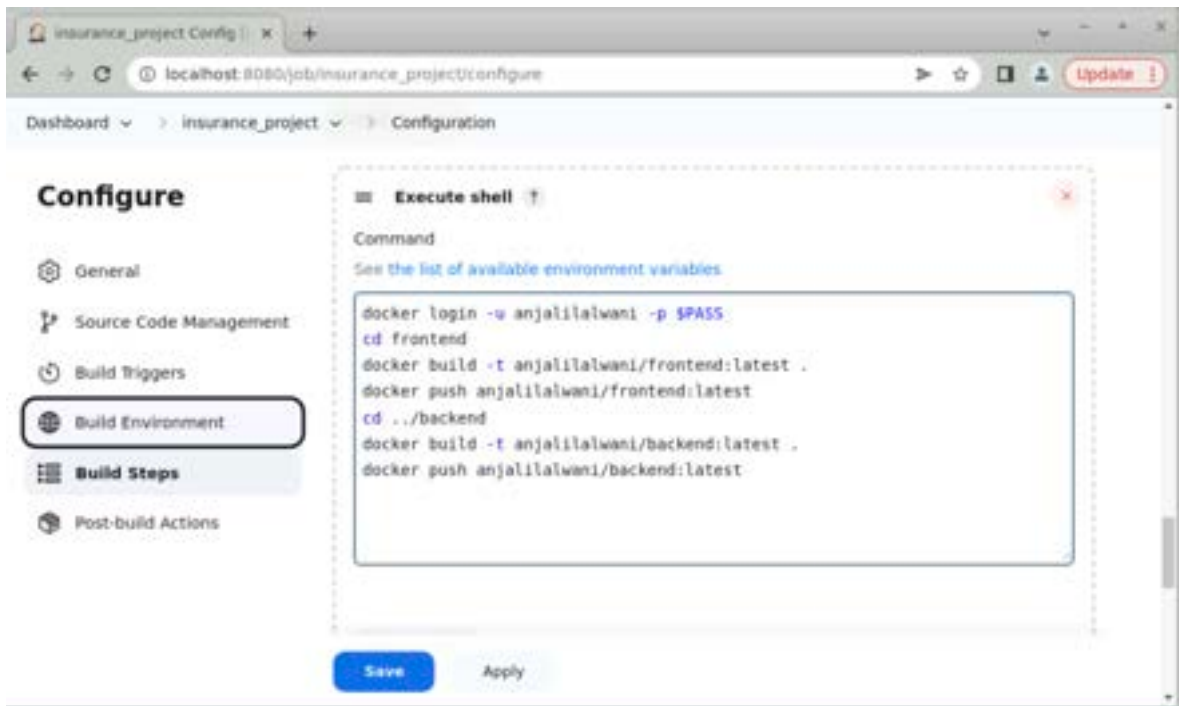 insurance_project Config
localhost:8080/job/insurance_project/configure
Update
Dashboard > insurance_project > Configuration
Configure
General
Source Code Management
Build Triggers
Build Environment
Build Steps
Post-build Actions
Execute shell ?
Command
See the list of available environment variables
docker login -u anjalilalwani -p $PASS
cd frontend
docker build -t anjalilalwani/frontend:latest .
docker push anjalilalwani/frontend:latest
cd ../backend
docker build -t anjalilalwani/backend:latest .
docker push anjalilalwani/backend:latest
Save
Apply